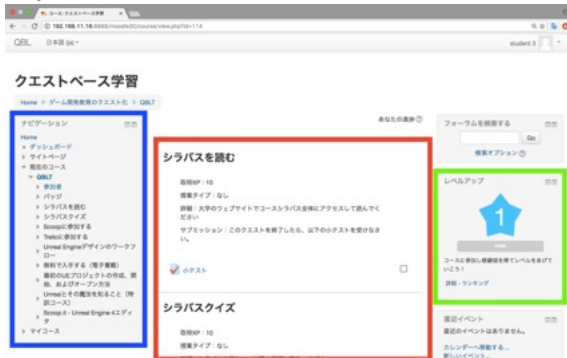 コース: クエストベース学習
192.168.11.16:8888/moodle30/course/view.php?id=114
QBL 日本語 (ja)
student 3
クエストベース学習
Home > ゲーム開発教育のクエスト化 > QBLT
ナビゲーション
Home
ダッシュボード
サイトページ
現在のコース
QBLT
参加者
バッジ
シラバスを読む
シラバスクイズ
Scoopに参加する
Trelloに参加する
Unreal Engineデザインのワークフ
ロー
無料で入手する（電子書籍）
最初のUEプロジェクトの作成、開
始、およびオープン方法
Unrealとその魔法を知ること（特
訓コース）
Scoop.it - Unreal Engine 4エディ
タ
マイコース
あなたの進捗
シラバスを読む
取得XP：10
授業タイプ：なし
詳細：大学のウェブサイトでコースシラバス全体にアクセスして読んでく
ださい
サブミッション：このクエストを終了したら、以下の小テストを受けなさ
い。
小テスト
シラバスクイズ
取得XP：10
授業タイプ：なし
フォーラムを検索する
Go
検索オプション
レベルアップ
1
コースに参加し経験値を育てレベルをあげて
いこう！
詳細・ランキング
直近イベント
直近のイベントはありません。
カレンダーへ移動する...
新しいイベント...